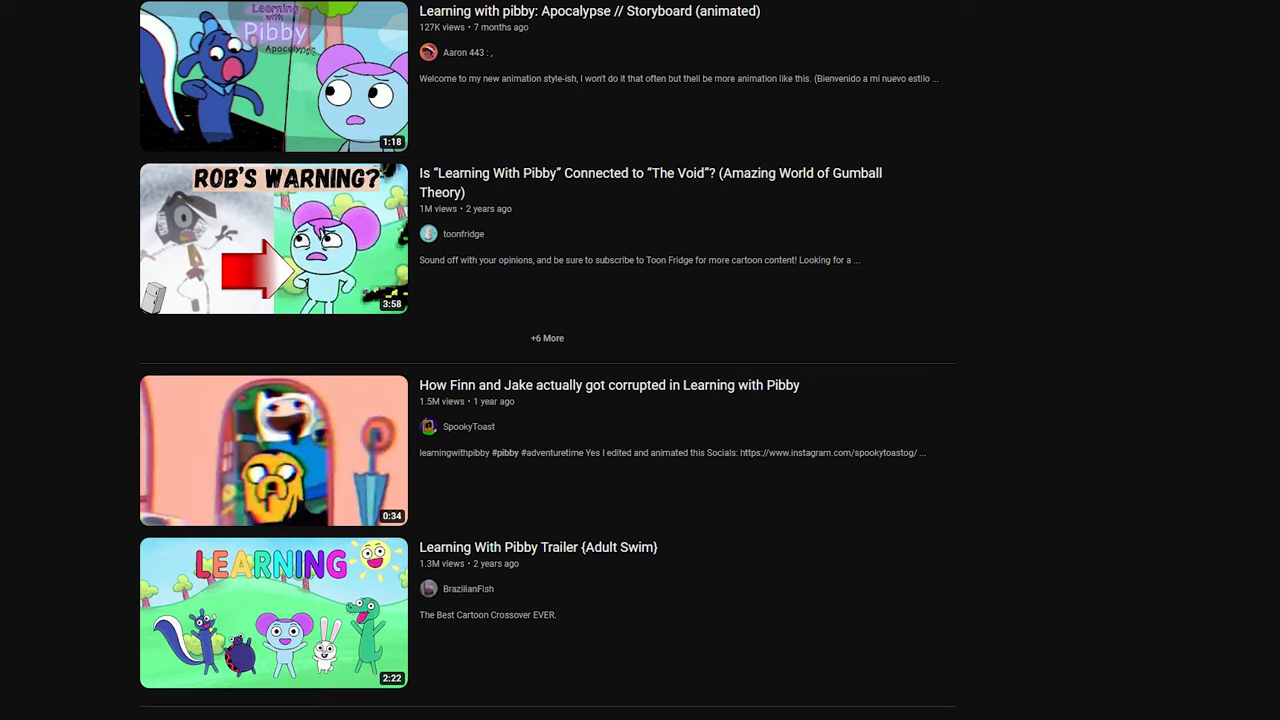 Learning
with
Pibby
Apocalypse
1:18
Learning with pibby: Apocalypse // Storyboard (animated)
127K views • 7 months ago
Aaron 443 : .
Welcome to my new animation style-ish, I won't do it that often but thell be more animation like this. (Bienvenido a mi nuevo estilo ...
ROB'S WARNING?
3:58
Is “Learning With Pibby” Connected to “The Void”? (Amazing World of Gumball
Theory)
1M views • 2 years ago
toonfridge
Sound off with your opinions, and be sure to subscribe to Toon Fridge for more cartoon content! Looking for a ...
+6 More
0:34
How Finn and Jake actually got corrupted in Learning with Pibby
1.5M views • 1 year ago
SpookyToast
learningwithpibby #pibby #adventuretime Yes I edited and animated this Socials: https://www.instagram.com/spookytoastog/ ...
LEARNING
2:22
Learning With Pibby Trailer {Adult Swim}
1.3M views • 2 years ago
BrazilianFish
The Best Cartoon Crossover EVER.